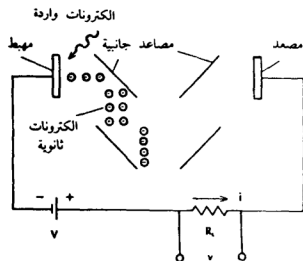 الكترونات واردة
مهبط
مصاعد جانبية
مصعد
الكترونات
ثانوية
- +
V
i
R
v